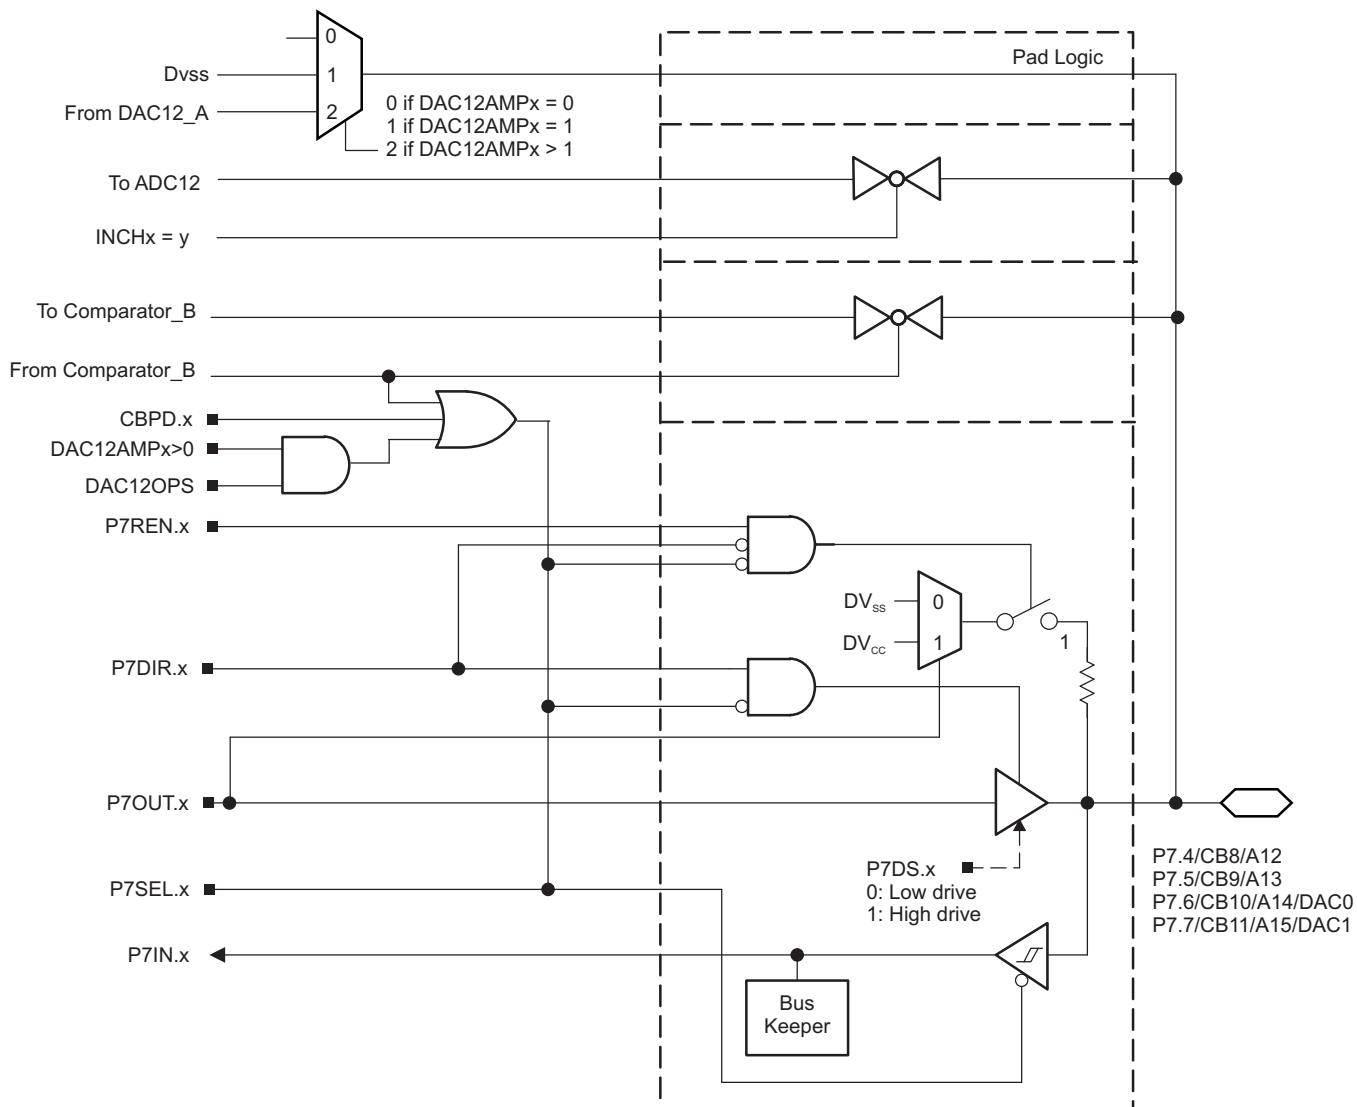 0
Pad Logic
Dvss
1
From DAC12_A
2
0 if DAC12AMPx = 0
1 if DAC12AMPx = 1
2 if DAC12AMPx > 1
To ADC12
INCHx = y
To Comparator_B
From Comparator_B
CBPD.x
DAC12AMPx>0
DAC12OPS
P7REN.x
DVSS
0
DVCC
1
1
P7DIR.x
P7OUT.x
P7DS.x
0: Low drive
1: High drive
P7.4/CB8/A12
P7.5/CB9/A13
P7.6/CB10/A14/DAC0
P7.7/CB11/A15/DAC1
P7SEL.x
P7IN.x
Bus
Keeper